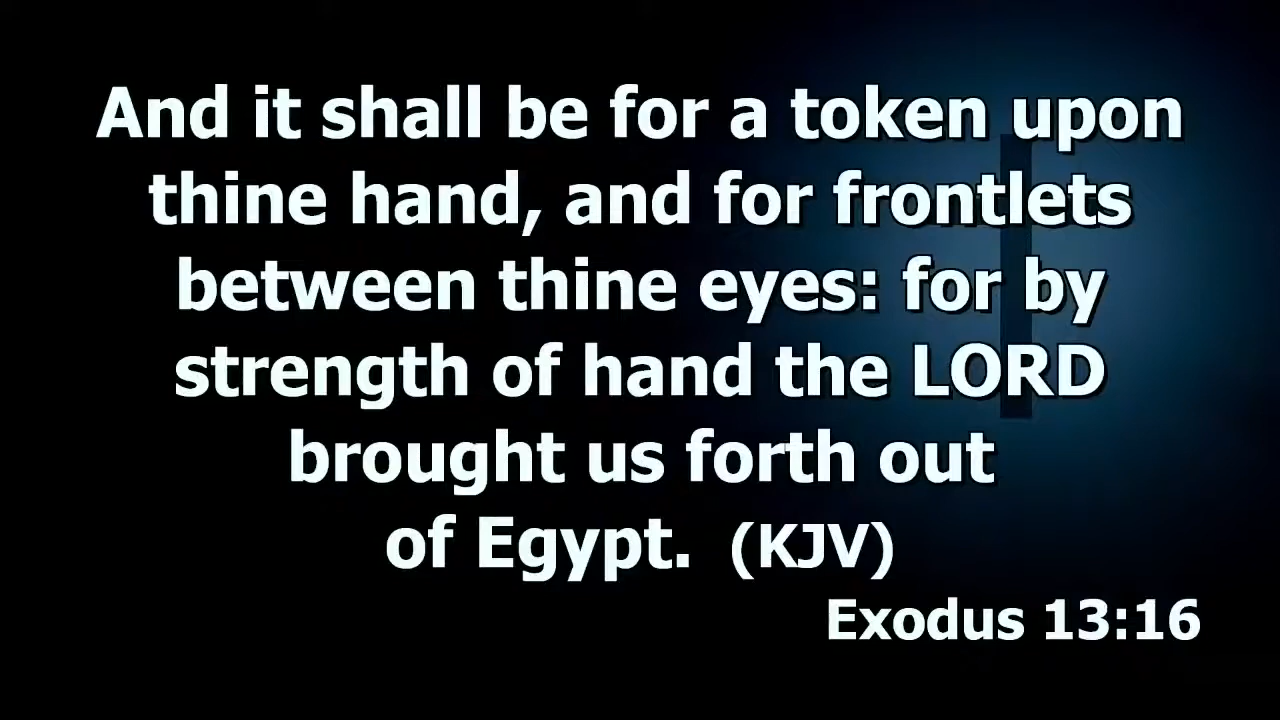 And it shall be for a token upon
thine hand, and for frontlets
between thine eyes: for by
strength of hand the LORD
brought us forth out
of Egypt. (KJV)
Exodus 13:16